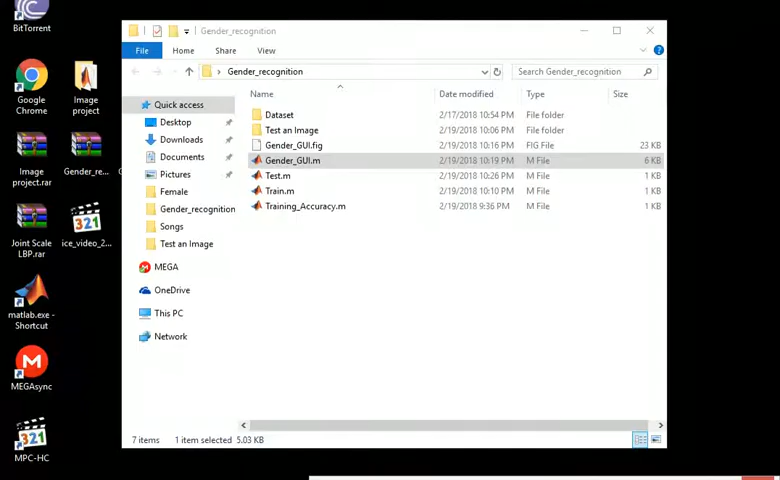 BitTorrent
Google
Chrome
Image
project
Image
project.rar
Gender_re...
Joint Scale
LBP.rar
ice_video_2...
matlab.exe -
Shortcut
MEGAsync
MPC-HC
Gender_recognition
File
Home
Share
View
Gender_recognition
Search Gender_recognition
Name
Date modified
Type
Size
Quick access
Desktop
Downloads
Documents
Pictures
Female
Gender_recognition
Songs
Test an Image
MEGA
OneDrive
This PC
Network
Dataset 2/17/2018 10:54 PM File folder
Test an Image 2/19/2018 10:06 PM File folder
Gender_GUI.fig 2/19/2018 10:16 PM FIG File 23 KB
Gender_GUI.m 2/19/2018 10:19 PM M File 6 KB
Test.m 2/19/2018 10:26 PM M File 1 KB
Train.m 2/19/2018 10:10 PM M File 1 KB
Training_Accuracy.m 2/19/2018 9:36 PM M File 1 KB
7 items 1 item selected 5.03 KB